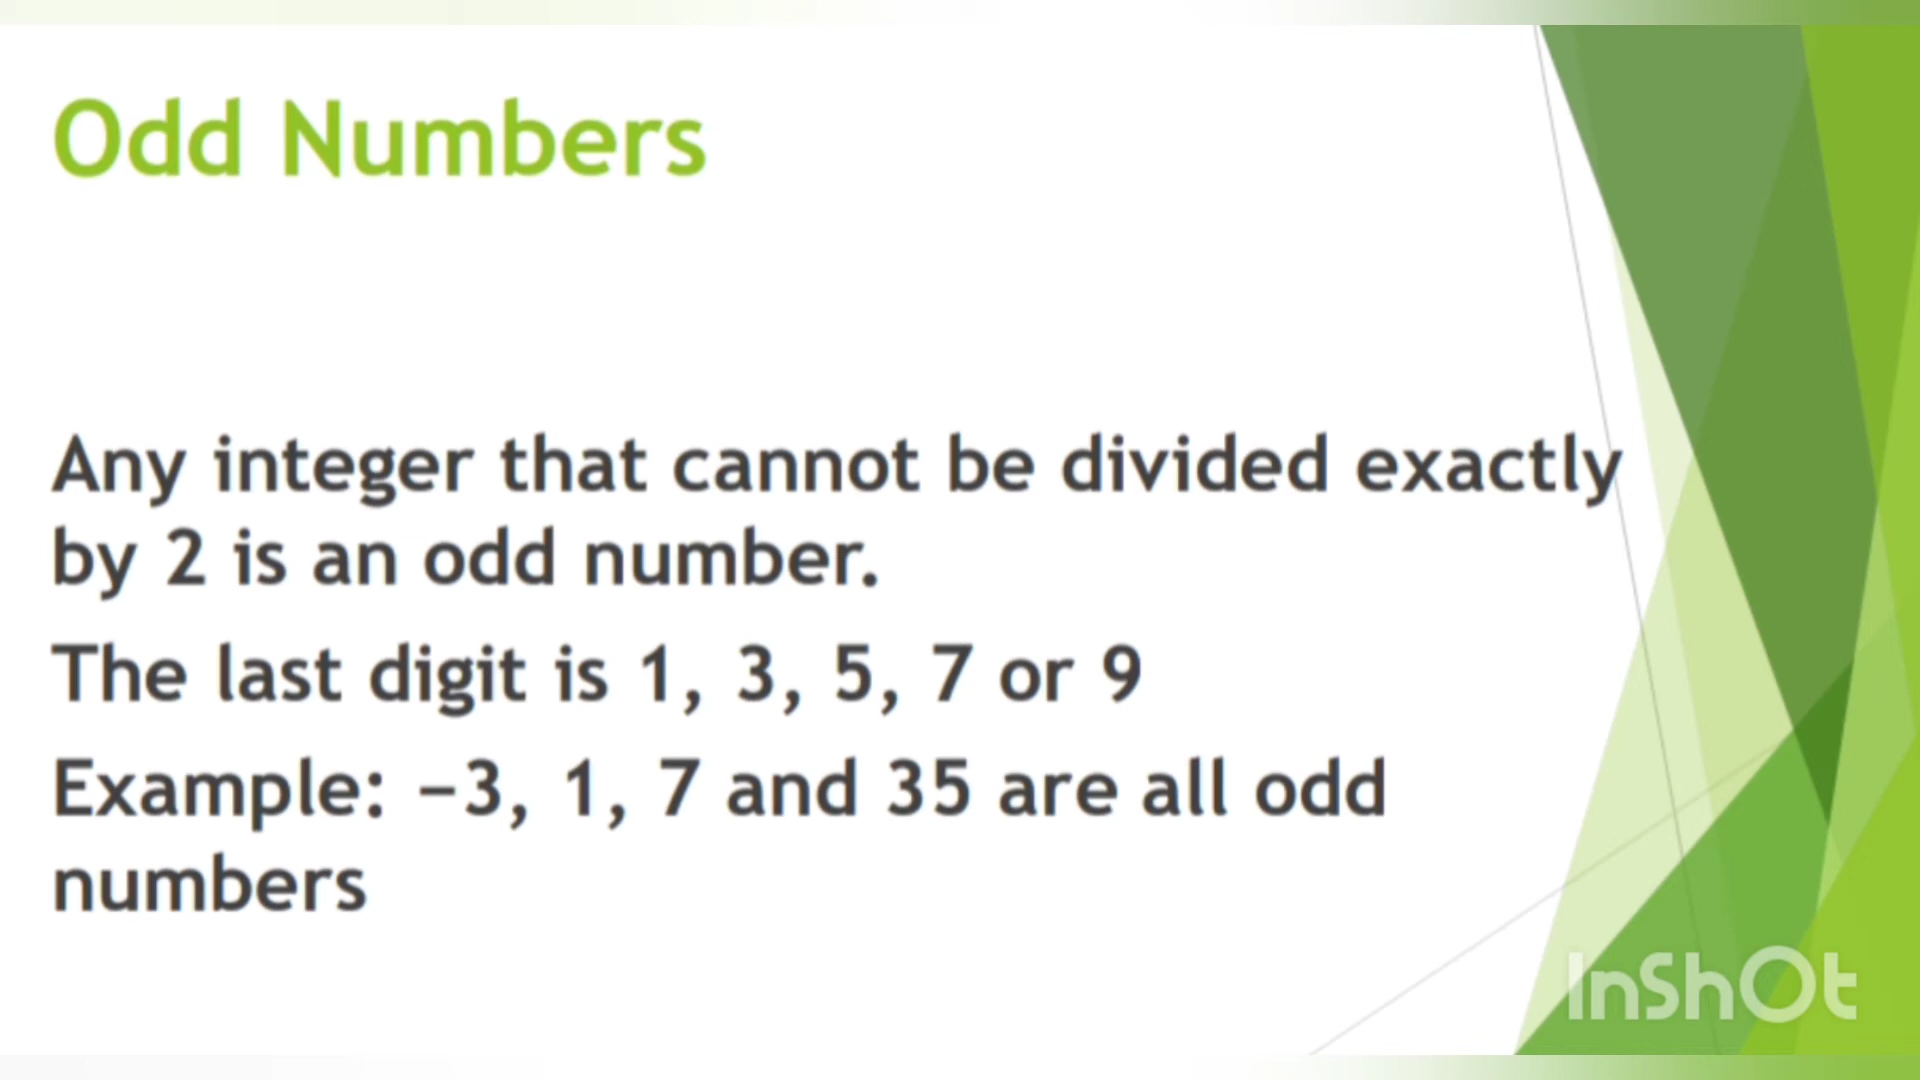 Odd Numbers
Any integer that cannot be divided exactly
by 2 is an odd number.
The last digit is 1, 3, 5, 7 or 9
Example: −3, 1, 7 and 35 are all odd
numbers
InShOt